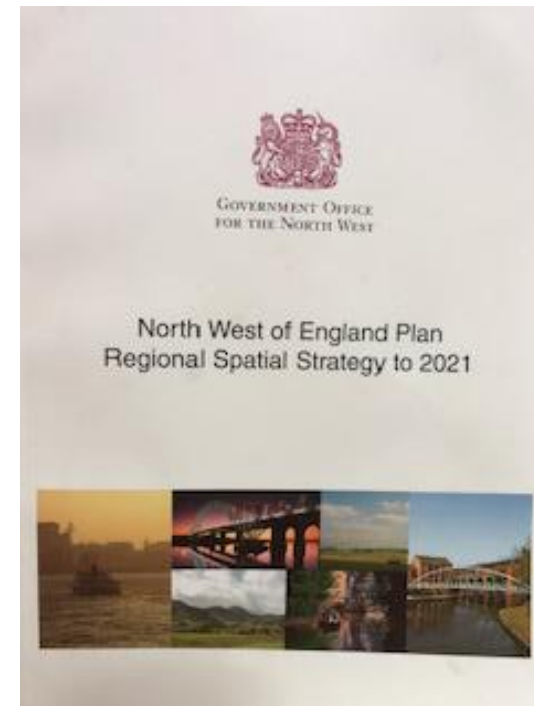 GOVERNMENT OFFICE
FOR THE NORTH WEST
North West of England Plan
Regional Spatial Strategy to 2021